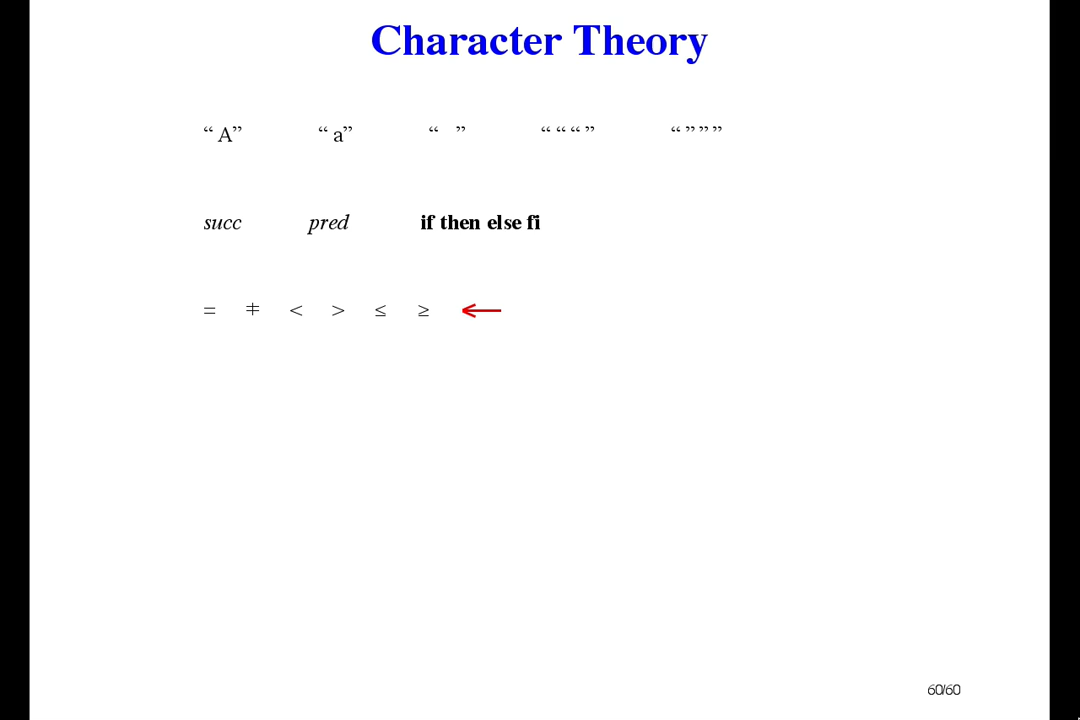 Character Theory
“A” “a” “ ” “““” “”””
succ pred if then else fi
= ⧧ < > ≤ ≥ ←
60/60